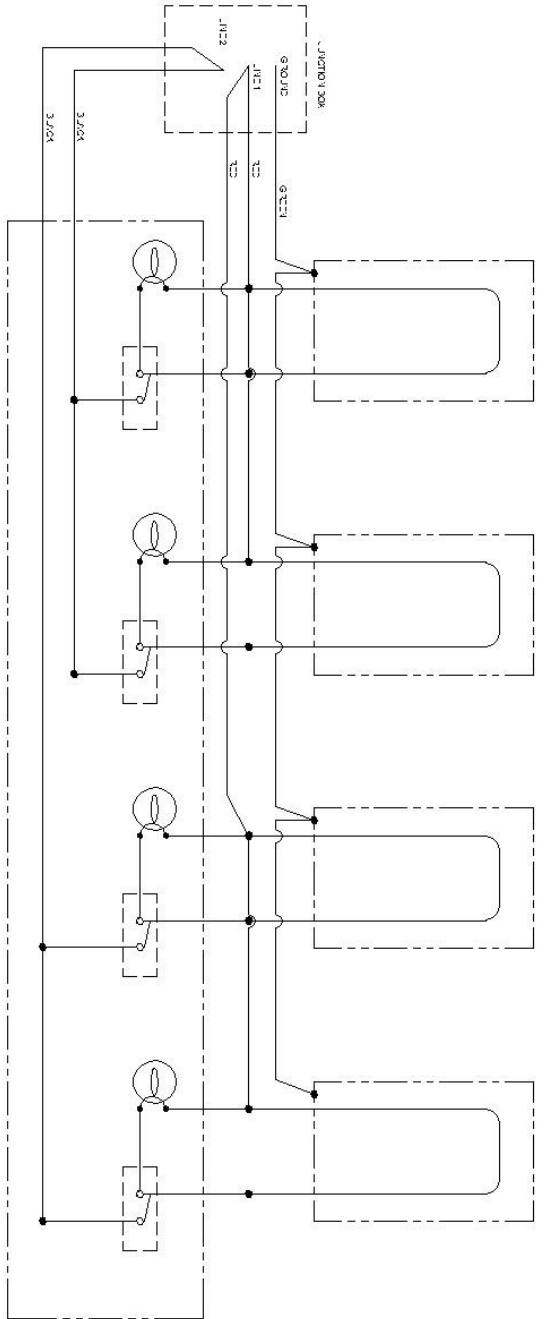 JUNCTION BOX
GROUND
LINE 1
LINE 2
GREEN
RED
RED
BLACK
BLACK